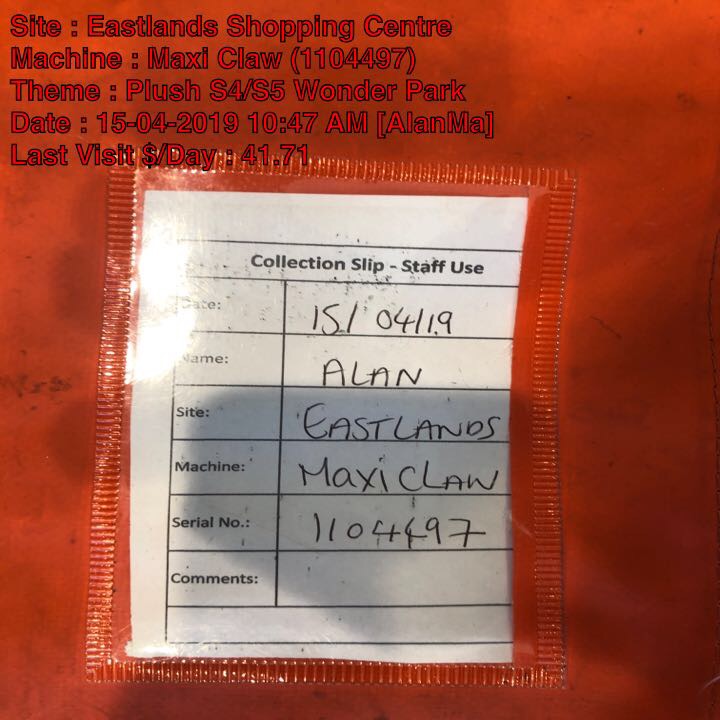 Site : Eastlands Shopping Centre
Machine : Maxi Claw (1104497)
Theme : Plush S4/S5 Wonder Park
Date : 15-04-2019 10:47 AM [AlanMa]
Last Visit $/Day : 41.71
Collection Slip - Staff Use
Date: 15/04/19
Name: ALAN
Site: EASTLANDS
Machine: MAXI CLAW
Serial No.: 1104497
Comments: